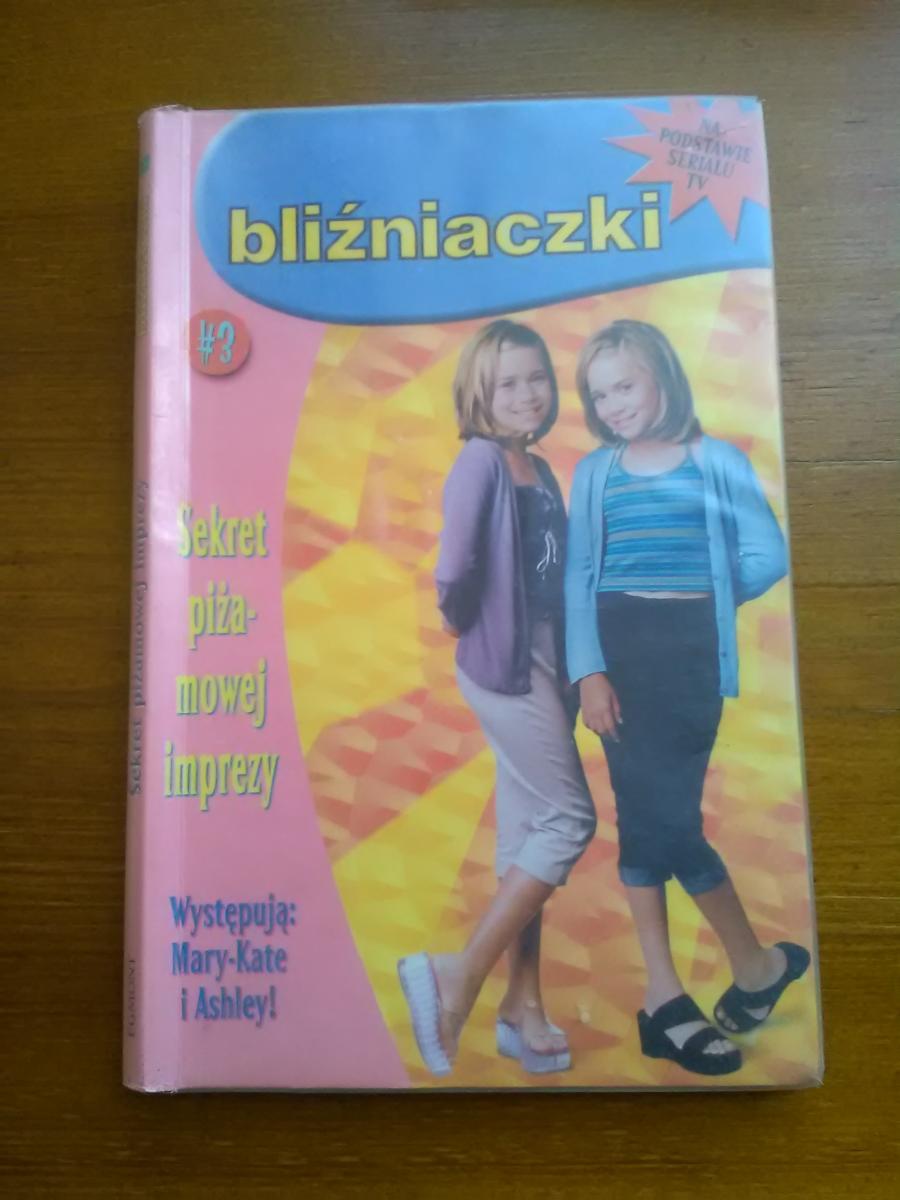 NA
PODSTAWIE
SERIALU
TV
bliźniaczki
#3
Sekret
piża-
mowej
imprezy
Występują:
Mary-Kate
i Ashley!
Sekret piżamowej imprezy
EGMONT